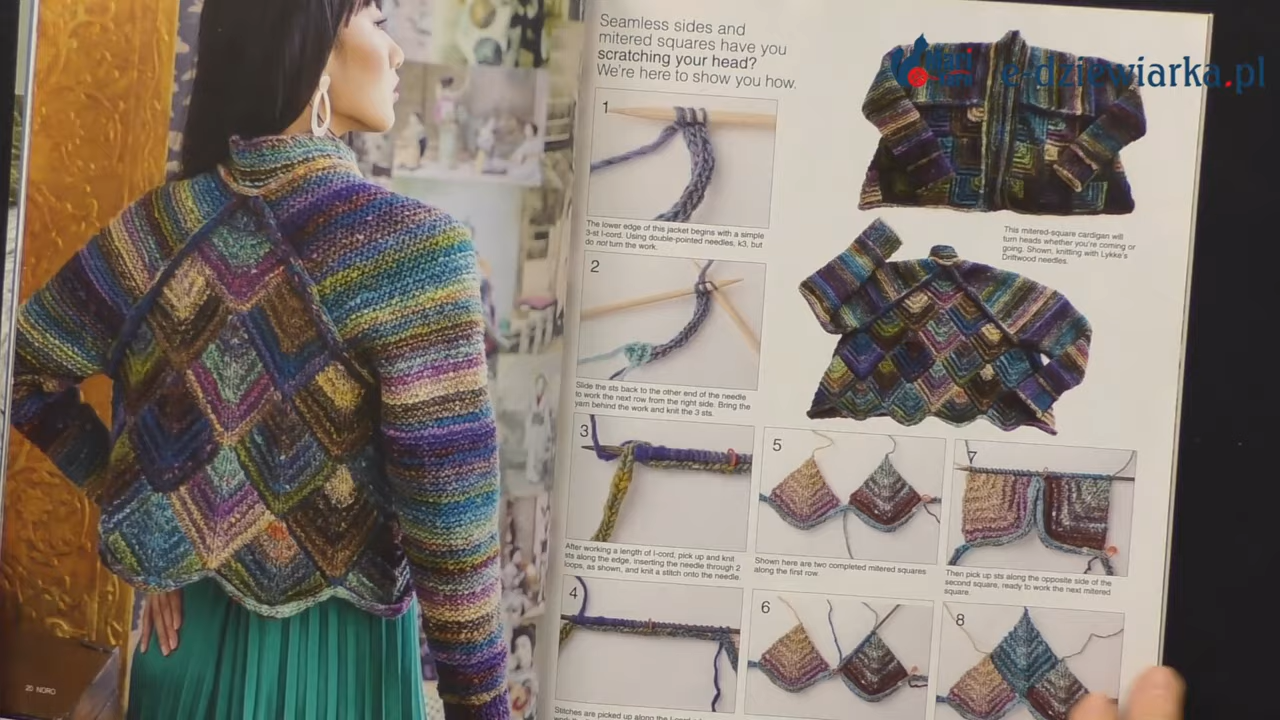 Seamless sides and
mitered squares have you
scratching your head?
We're here to show you how.
1
The lower edge of this jacket begins with a simple
3-st I-cord. Using double-pointed needles, k3, but
do not turn the work.
2
Slide the sts back to the other end of the needle
to work the next row from the right side. Bring the
yarn behind the work and knit the 3 sts.
3
After working a length of I-cord, pick up and knit
sts along the edge, inserting the needle through 2
loops, as shown, and knit a stitch onto the needle.
4
Stitches are picked up along the I-cord
e-dziewiarka.pl
This mitered-square cardigan will
turn heads whether you're coming or
going. Shown, knitting with Lykke's
Driftwood needles.
5
Shown here are two completed mitered squares
along the first row.
6
7
Then pick up sts along the opposite side of the
second square, ready to work the next mitered
square.
8
20 NORO